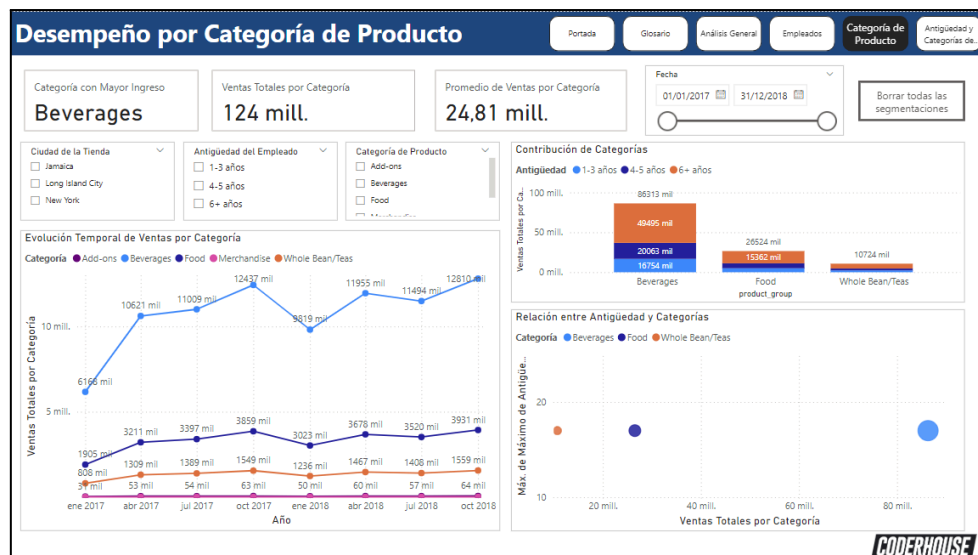 Desempeño por Categoría de Producto
Portada
Glosario
Análisis General
Empleados
Categoría de
Producto
Antigüedad y
Categorías de...
Categoría con Mayor Ingreso
Beverages
Ventas Totales por Categoría
124 mill.
Promedio de Ventas por Categoría
24,81 mill.
Fecha
01/01/2017
31/12/2018
Borrar todas las
segmentaciones
Ciudad de la Tienda
Jamaica
Long Island City
New York
Antigüedad del Empleado
1-3 años
4-5 años
6+ años
Categoría de Producto
Add-ons
Beverages
Food
Evolución Temporal de Ventas por Categoría
Categoría Add-ons Beverages Food Merchandise Whole Bean/Teas
Ventas Totales por Categoría
10 mill.
5 mill.
6168 mil
10621 mil
11009 mil
12437 mil
9819 mil
11955 mil
11494 mil
12810 mil
1905 mil
3211 mil
3397 mil
3859 mil
3023 mil
3678 mil
3520 mil
3931 mil
808 mil
1309 mil
1389 mil
1549 mil
1236 mil
1467 mil
1408 mil
1559 mil
31 mil
53 mil
54 mil
63 mil
50 mil
60 mil
57 mil
64 mil
ene 2017
abr 2017
jul 2017
oct 2017
ene 2018
abr 2018
jul 2018
oct 2018
Año
Contribución de Categorías
Antigüedad 1-3 años 4-5 años 6+ años
Ventas Totales por Ca...
100 mill.
50 mill.
0 mill.
86313 mil
49495 mil
20063 mil
16754 mil
26524 mil
15362 mil
10724 mil
Beverages
Food
Whole Bean/Teas
product_group
Relación entre Antigüedad y Categorías
Categoría Beverages Food Whole Bean/Teas
Máx. de Máximo de Antigüe...
20
10
20 mill.
40 mill.
60 mill.
80 mill.
Ventas Totales por Categoría
CODERHOUSE